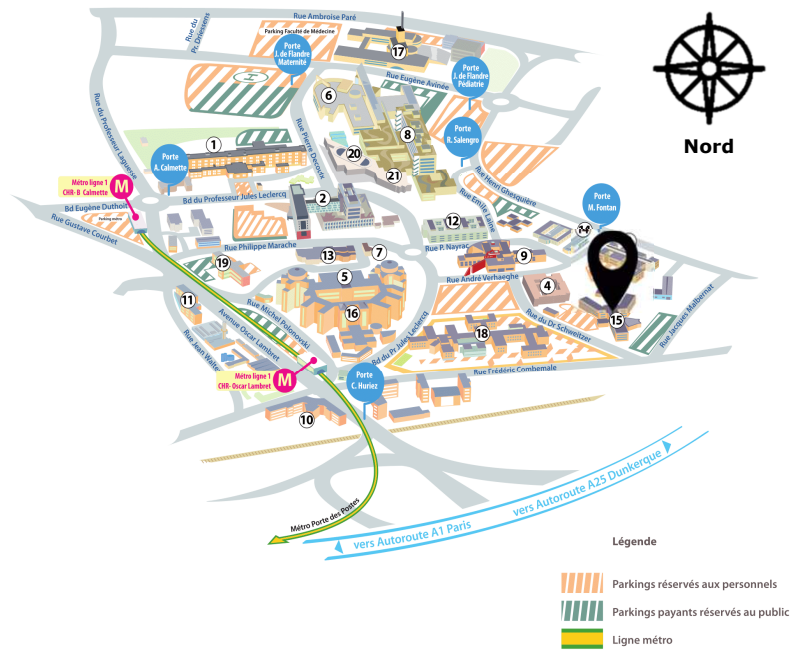 Rue Ambroise Paré
Rue du
Pr. Driessens
Parking Faculté de Médecine
17
Porte
J. de Flandre
Maternité
H
Rue Eugène Avinée
Porte
J. de Flandre
Pédiatrie
6
Rue du Professeur Laguesse
Rue Pierre Decoulx
8
Porte
R. Salengro
Nord
1
20
21
Porte
A. Calmette
Métro ligne 1
CHR-B Calmette
M
Rue Henri Ghesquière
Rue Emile Laine
Porte
M. Fontan
Bd Eugène Duthoit
Parking métro
Bd du Professeur Jules Leclercq
2
12
14
Rue Gustave Courbet
Rue Philippe Marache
13
7
Rue P. Nayrac
9
19
5
Rue André Verhaeghe
4
11
Rue Michel Polonovski
16
Avenue Oscar Lambret
Rue Jean Walter
Bd du Pr Jules Leclercq
18
Rue du Dr Schweitzer
15
Rue Jacques Malbernat
Métro ligne 1
CHR- Oscar Lambret
M
Porte
C. Huriez
Rue Frédéric Combemale
10
Métro Porte des Postes
vers Autoroute A1 Paris
vers Autoroute A25 Dunkerque
Légende
Parkings réservés aux personnels
Parkings payants réservés au public
Ligne métro